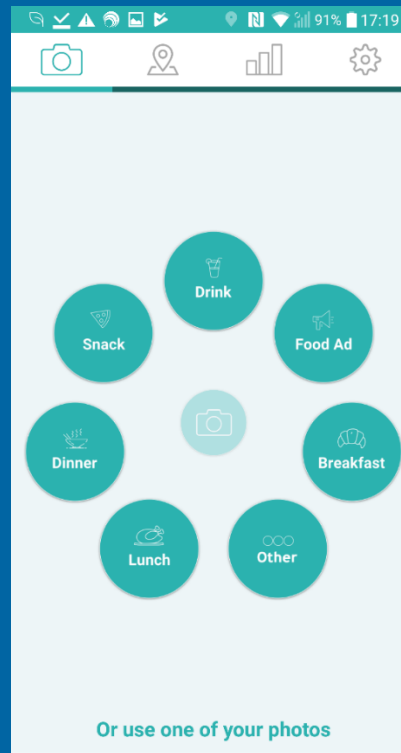 91% 17:19
Drink
Snack
Food Ad
Dinner
Breakfast
Lunch
Other
Or use one of your photos